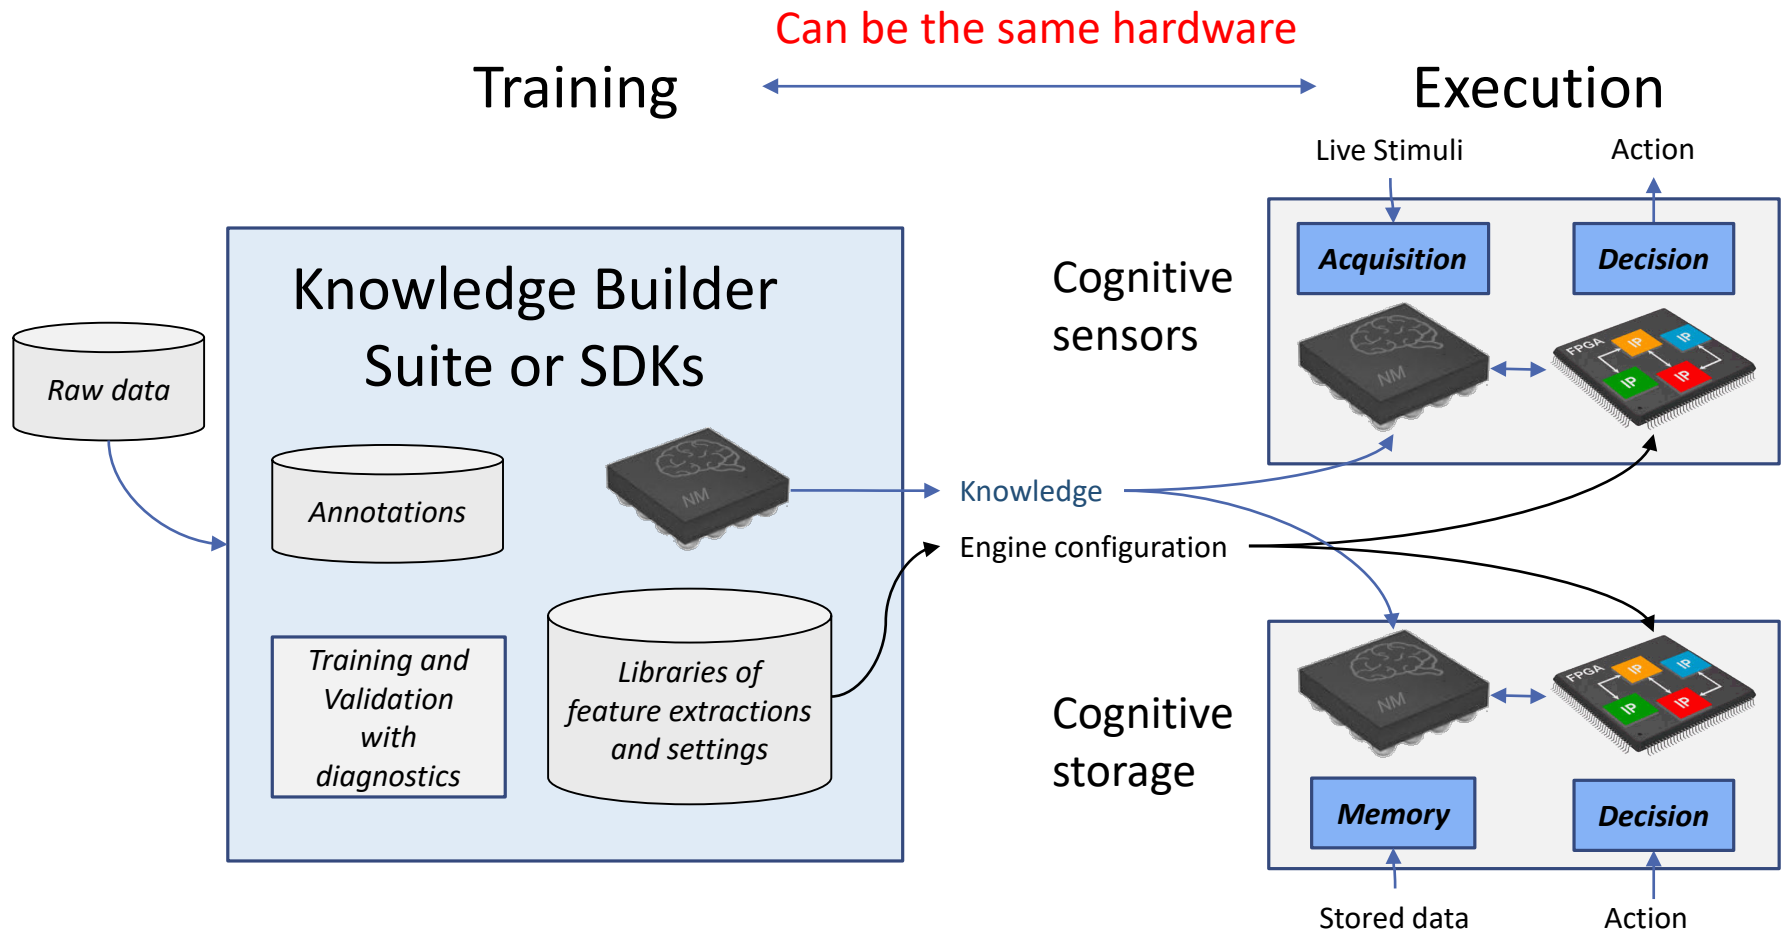 Can be the same hardware
Training
Execution
Live Stimuli
Action
Acquisition
Decision
Cognitive
sensors
NM
FPGA
IP
IP
IP
IP
Knowledge Builder
Suite or SDKs
Raw data
Annotations
NM
Knowledge
Engine configuration
Training and
Validation
with
diagnostics
Libraries of
feature extractions
and settings
Cognitive
storage
NM
FPGA
IP
IP
IP
IP
Memory
Decision
Stored data
Action